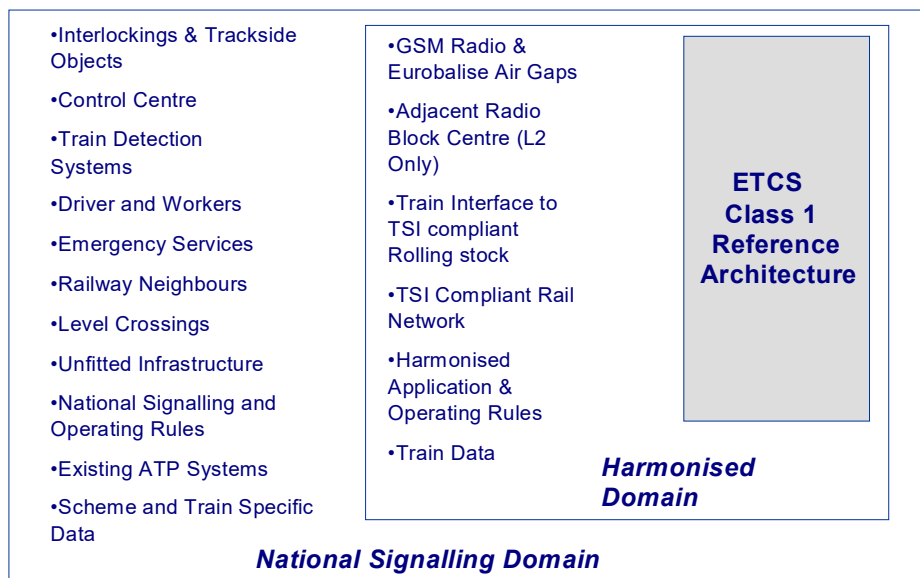 •Interlockings & Trackside
Objects
•Control Centre
•Train Detection
Systems
•Driver and Workers
•Emergency Services
•Railway Neighbours
•Level Crossings
•Unfitted Infrastructure
•National Signalling and
Operating Rules
•Existing ATP Systems
•Scheme and Train Specific
Data
•GSM Radio &
Eurobalise Air Gaps
•Adjacent Radio
Block Centre (L2
Only)
•Train Interface to
TSI compliant
Rolling stock
•TSI Compliant Rail
Network
•Harmonised
Application &
Operating Rules
•Train Data
ETCS
Class 1
Reference
Architecture
Harmonised
Domain
National Signalling Domain